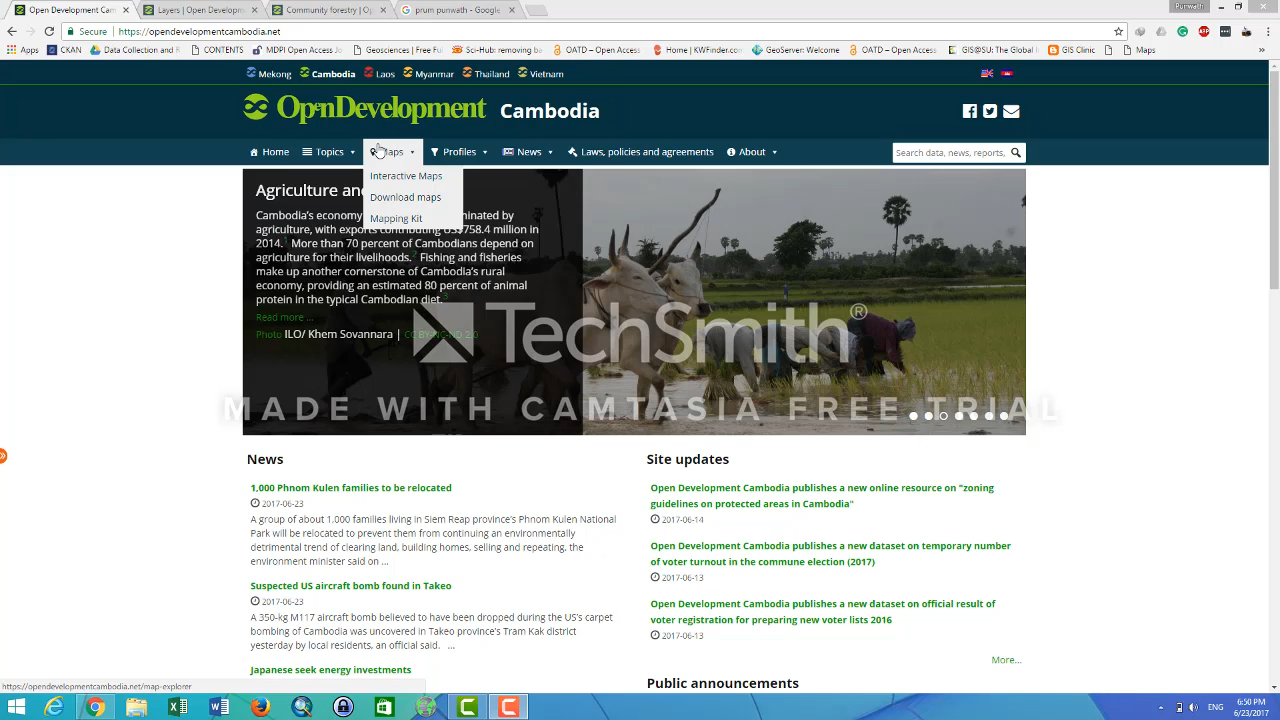 Open Development Cam
Layers | Open Developm
Community forestry | Op
prum punwath - Google
Punwath
Secure | https://opendevelopmentcambodia.net
Apps
CKAN
Data Collection and R
CONTENTS
MDPI Open Access Jo
Geosciences | Free Ful
Sci-Hub: removing ba
OATD – Open Access
Home | KWFinder.com
GeoServer: Welcome
OATD – Open Access
GIS@SU: The Global I
GIS Clinic
Maps
Mekong Cambodia Laos Myanmar Thailand Vietnam
OpenDevelopment Cambodia
Home Topics Maps Profiles News Laws, policies and agreements About
Search data, news, reports,
Interactive Maps
Download maps
Mapping Kit
Agriculture and
Cambodia's economy
agriculture, with exports contributing US$758.4 million in
2014. More than 70 percent of Cambodians depend on
agriculture for their livelihoods. Fishing and fisheries
make up another cornerstone of Cambodia's rural
economy, providing an estimated 80 percent of animal
protein in the typical Cambodian diet.
Read more ...
Photo ILO/ Khem Sovannara | CC BY-NC-ND 2.0
TechSmith®
MADE WITH CAMTASIA FREE TRIAL
News
1,000 Phnom Kulen families to be relocated
2017-06-23
A group of about 1,000 families living in Siem Reap province's Phnom Kulen National
Park will be relocated to prevent them from continuing an environmentally
detrimental trend of clearing land, building homes, selling and repeating, the
environment minister said on ...
Suspected US aircraft bomb found in Takeo
2017-06-23
A 350-kg M117 aircraft bomb believed to have been dropped during the US's carpet
bombing of Cambodia was uncovered in Takeo province's Tram Kak district
yesterday by local residents, an official said. ...
Japanese seek energy investments
Site updates
Open Development Cambodia publishes a new online resource on "zoning
guidelines on protected areas in Cambodia"
2017-06-14
Open Development Cambodia publishes a new dataset on temporary number
of voter turnout in the commune election (2017)
2017-06-13
Open Development Cambodia publishes a new dataset on official result of
voter registration for preparing new voter lists 2016
2017-06-13
More...
Public announcements
https://opendevelopmentcambodia.net/map-explorer
ENG
6:50 PM
6/23/2017